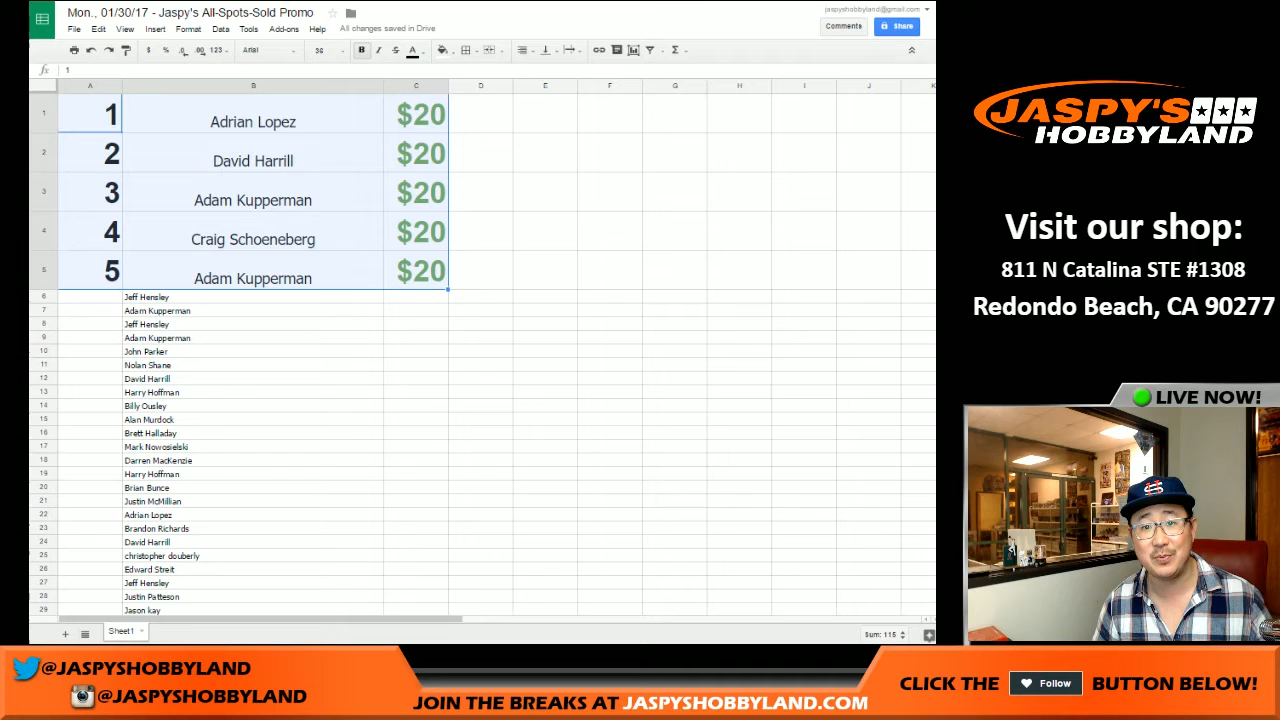 Mon., 01/30/17 - Jaspy's All-Spots-Sold Promo
jaspyshobbyland@gmail.com
File Edit View Insert Format Data Tools Add-ons Help All changes saved in Drive
Comments
Share
$ % .0 .00 123 Arial 36 B I S A
fx 1
A B C D E F G H I J K
1 1 Adrian Lopez $20
2 2 David Harrill $20
3 3 Adam Kupperman $20
4 4 Craig Schoeneberg $20
5 5 Adam Kupperman $20
6 Jeff Hensley
7 Adam Kupperman
8 Jeff Hensley
9 Adam Kupperman
10 John Parker
11 Nolan Shane
12 David Harrill
13 Harry Hoffman
14 Billy Ousley
15 Alan Murdock
16 Brett Halladay
17 Mark Nowosielski
18 Darren MacKenzie
19 Harry Hoffman
20 Brian Bunce
21 Justin McMillian
22 Adrian Lopez
23 Brandon Richards
24 David Harrill
25 christopher douberly
26 Edward Streit
27 Jeff Hensley
28 Justin Patteson
29 Jason kay
Sheet1
Sum: 115
JASPY'S
HOBBYLAND
Visit our shop:
811 N Catalina STE #1308
Redondo Beach, CA 90277
LIVE NOW!
@JASPYSHOBBYLAND
@JASPYSHOBBYLAND
JOIN THE BREAKS AT JASPYSHOBBYLAND.COM
CLICK THE Follow BUTTON BELOW!